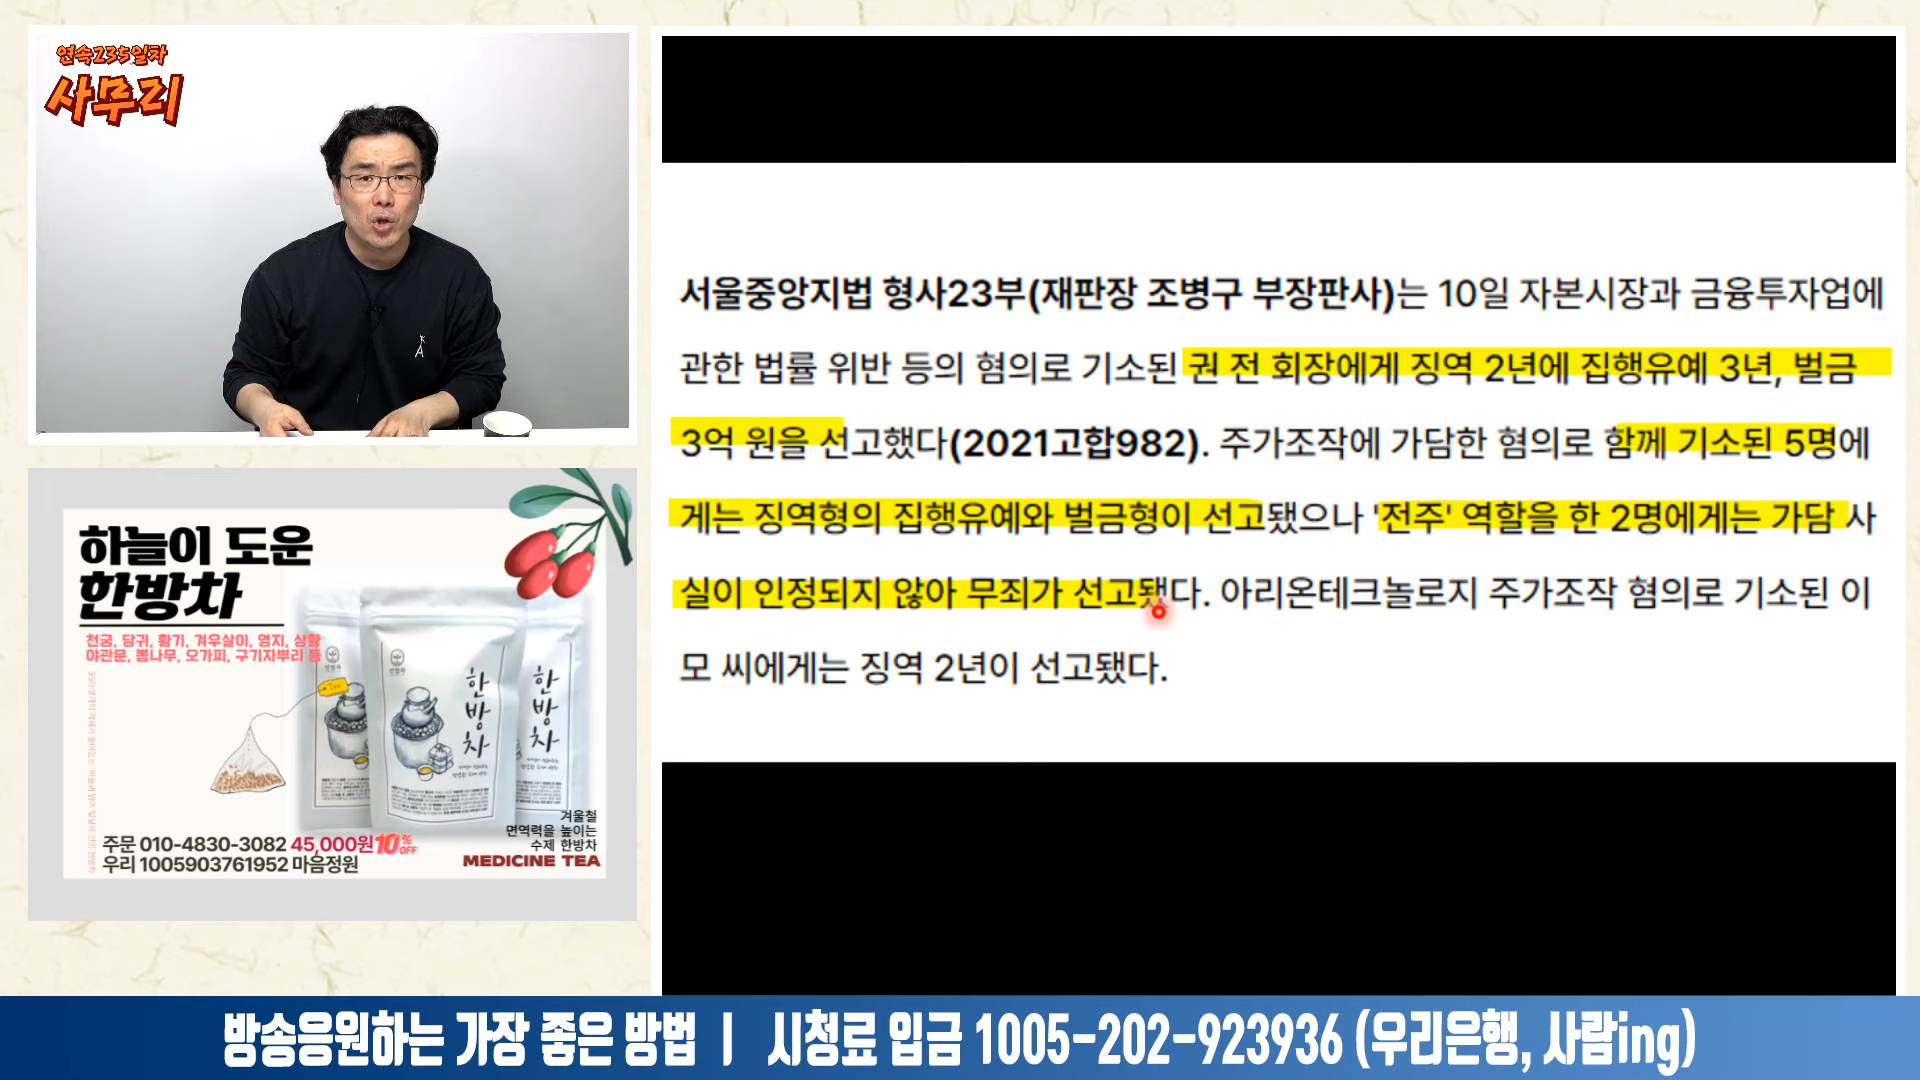 연속235일차
사무리
서울중앙지법 형사23부(재판장 조병구 부장판사)는 10일 자본시장과 금융투자업에
관한 법률 위반 등의 혐의로 기소된 권 전 회장에게 징역 2년에 집행유예 3년, 벌금
3억 원을 선고했다(2021고합982). 주가조작에 가담한 혐의로 함께 기소된 5명에
게는 징역형의 집행유예와 벌금형이 선고됐으나 '전주' 역할을 한 2명에게는 가담 사
실이 인정되지 않아 무죄가 선고됐다. 아리온테크놀로지 주가조작 혐의로 기소된 이
모 씨에게는 징역 2년이 선고됐다.
하늘이 도운
한방차
천궁, 당귀, 황기, 겨우살이, 영지, 상황
야관문, 뽕나무, 오가피, 구기자뿌리 등
한방차
한방차
겨울철
면역력을 높이는
수제 한방차
MEDICINE TEA
주문 010-4830-3082 45,000원 10% OFF
우리 1005903761952 마음정원
방송응원하는 가장 좋은 방법 | 시청료 입금 1005-202-923936 (우리은행, 사람ing)